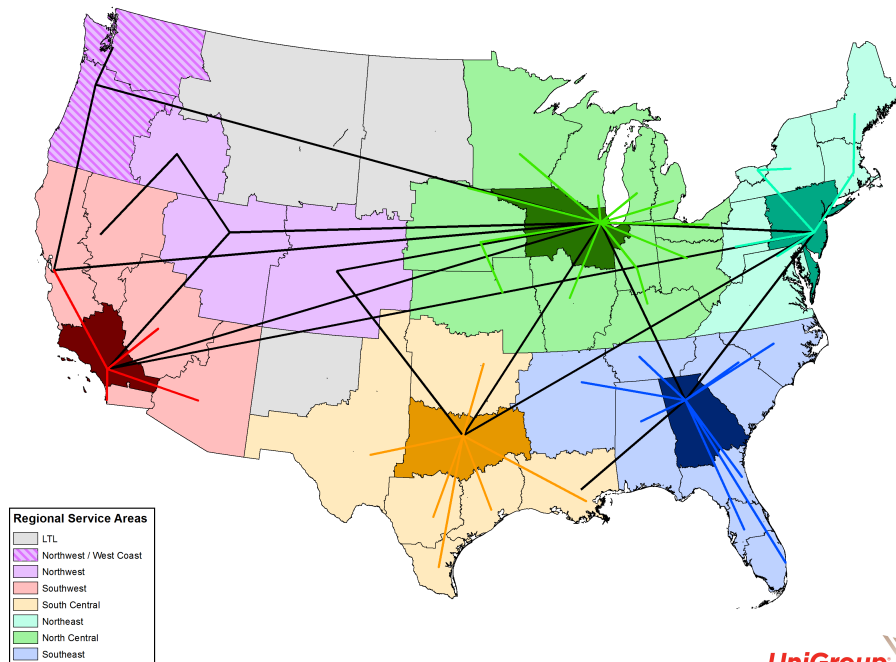 Regional Service Areas
LTL
Northwest / West Coast
Northwest
Southwest
South Central
Northeast
North Central
Southeast
UniGroup